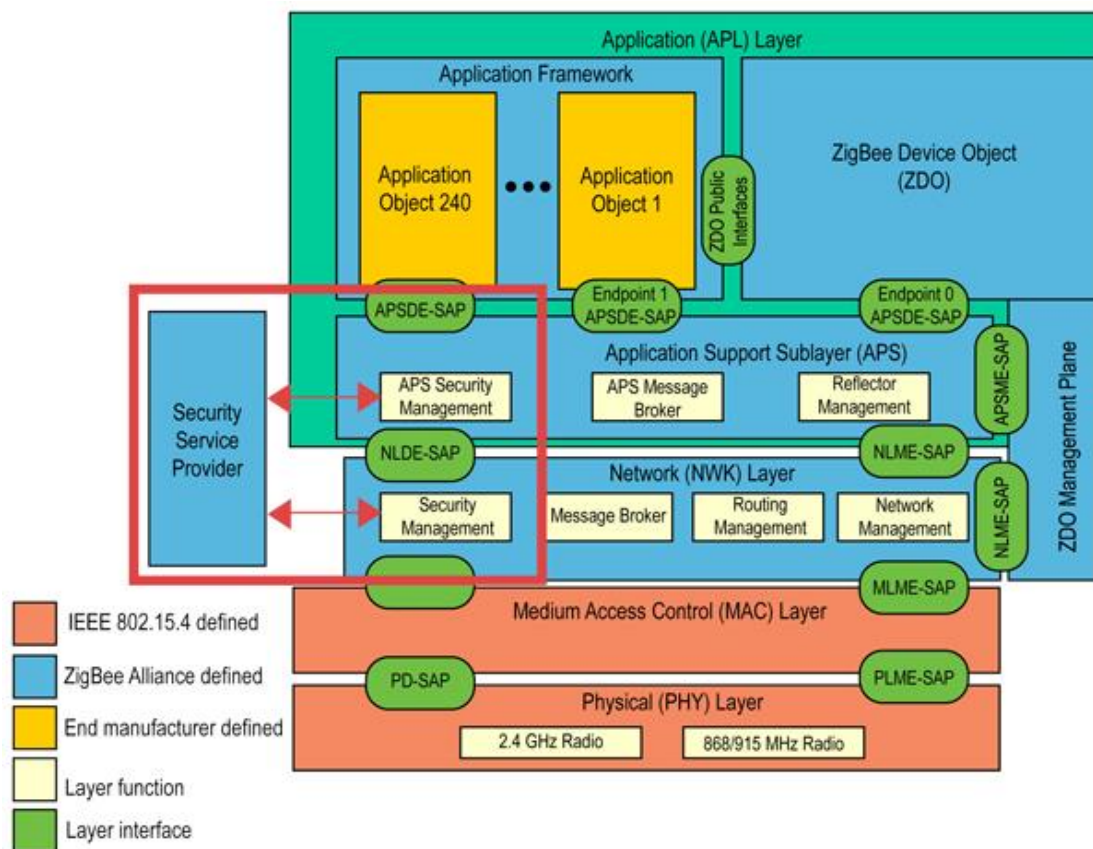 Application (APL) Layer
Application Framework
Application
Object 240
Application
Object 1
ZDO Public
Interfaces
ZigBee Device Object
(ZDO)
APSDE-SAP
Endpoint 1
APSDE-SAP
Endpoint 0
APSDE-SAP
Security
Service
Provider
Application Support Sublayer (APS)
APS Security
Management
APS Message
Broker
Reflector
Management
APSME-SAP
ZDO Management Plane
NLDE-SAP
NLME-SAP
Network (NWK) Layer
Security
Management
Message Broker
Routing
Management
Network
Management
NLME-SAP
MLME-SAP
Medium Access Control (MAC) Layer
PD-SAP
PLME-SAP
Physical (PHY) Layer
2.4 GHz Radio
868/915 MHz Radio
IEEE 802.15.4 defined
ZigBee Alliance defined
End manufacturer defined
Layer function
Layer interface